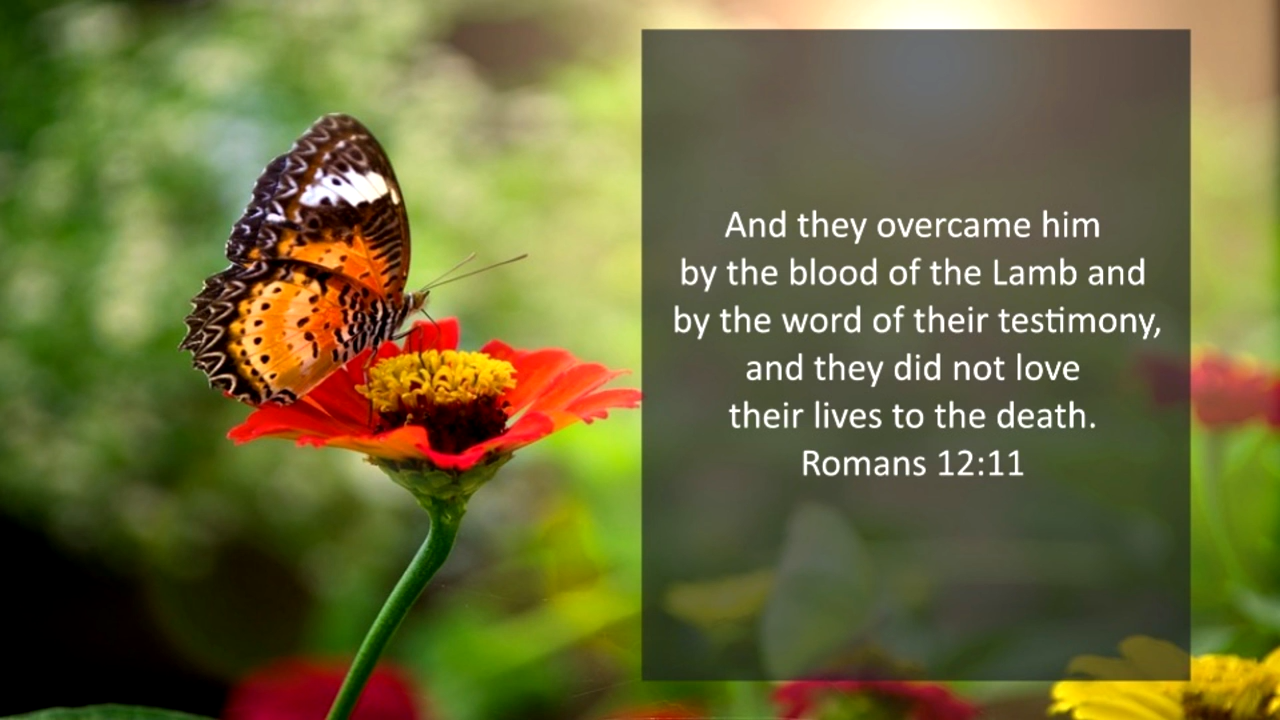 And they overcame him
by the blood of the Lamb and
by the word of their testimony,
and they did not love
their lives to the death.
Romans 12:11